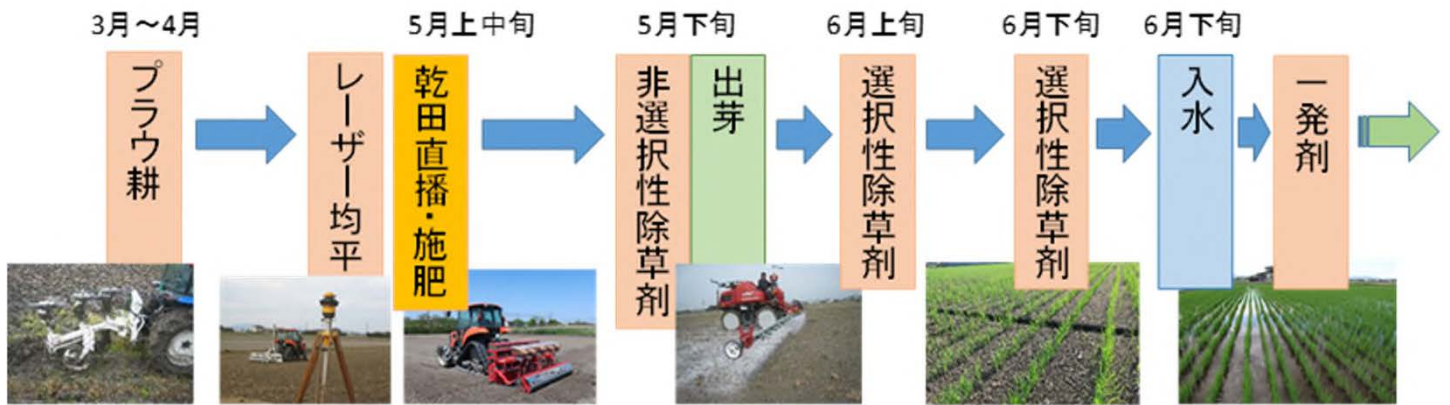 3月～4月
5月上中旬
5月下旬
6月上旬
6月下旬
6月下旬
プラウ耕
レーザー均平
乾田直播・施肥
非選択性除草剤
出芽
選択性除草剤
選択性除草剤
入水
一発剤